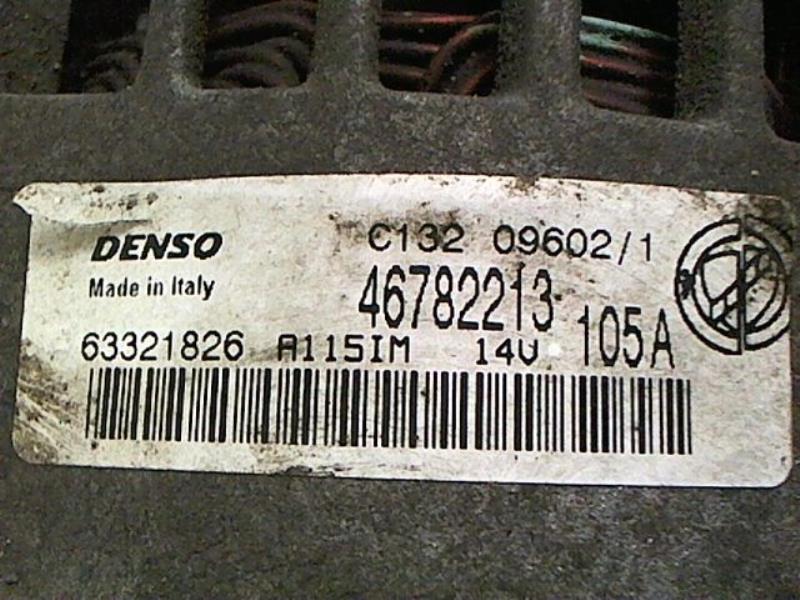 DENSO C132 09602/1
Made in Italy 46782213 105A
63321826 A115IM 14V